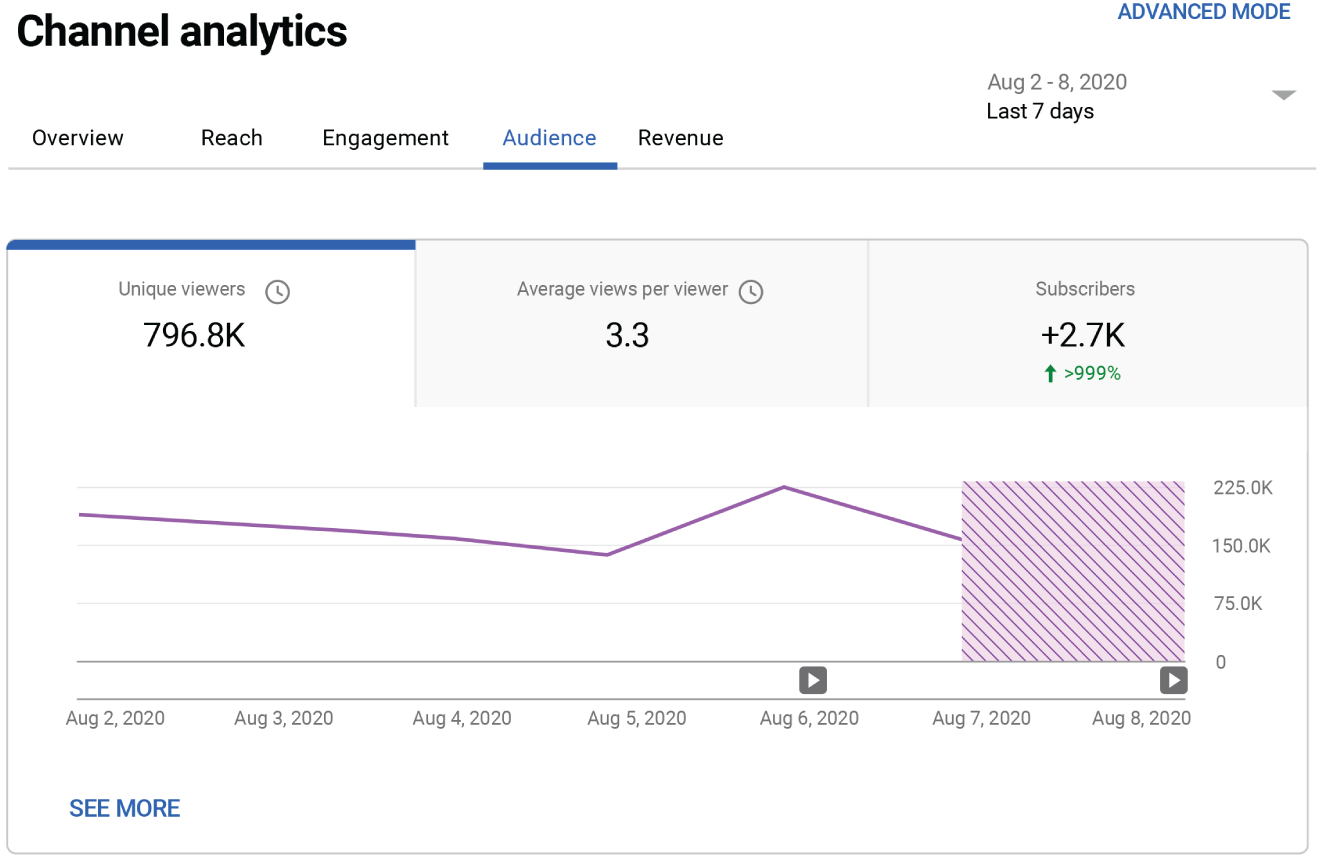 Channel analytics
ADVANCED MODE
Aug 2 - 8, 2020
Last 7 days
Overview Reach Engagement Audience Revenue
Unique viewers Average views per viewer Subscribers
796.8K 3.3 +2.7K
>999%
225.0K
150.0K
75.0K
0
Aug 2, 2020 Aug 3, 2020 Aug 4, 2020 Aug 5, 2020 Aug 6, 2020 Aug 7, 2020 Aug 8, 2020
SEE MORE